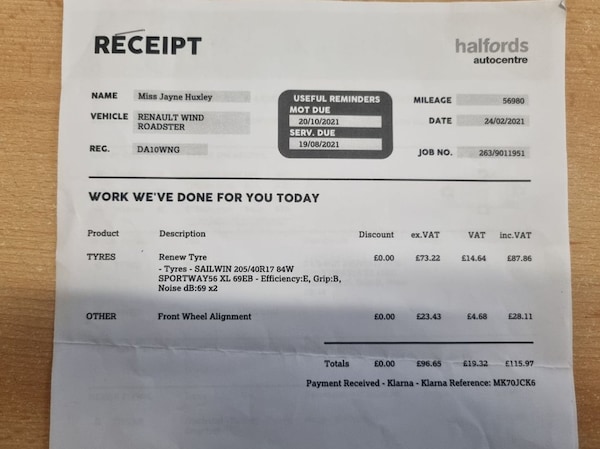 RECEIPT
halfords
autocentre
NAME Miss Jayne Huxley
VEHICLE RENAULT WIND
ROADSTER
REG. DA10WNG
USEFUL REMINDERS
MOT DUE
20/10/2021
SERV. DUE
19/08/2021
MILEAGE 56980
DATE 24/02/2021
JOB NO. 263/9011951
WORK WE'VE DONE FOR YOU TODAY
Product Description Discount ex.VAT VAT inc.VAT
TYRES Renew Tyre £0.00 £73.22 £14.64 £87.86
- Tyres - SAILWIN 205/40R17 84W
SPORTWAY56 XL 69EB - Efficiency:E, Grip:B,
Noise dB:69 x2
OTHER Front Wheel Alignment £0.00 £23.43 £4.68 £28.11
Totals £0.00 £96.65 £19.32 £115.97
Payment Received - Klarna - Klarna Reference: MK70JCK6